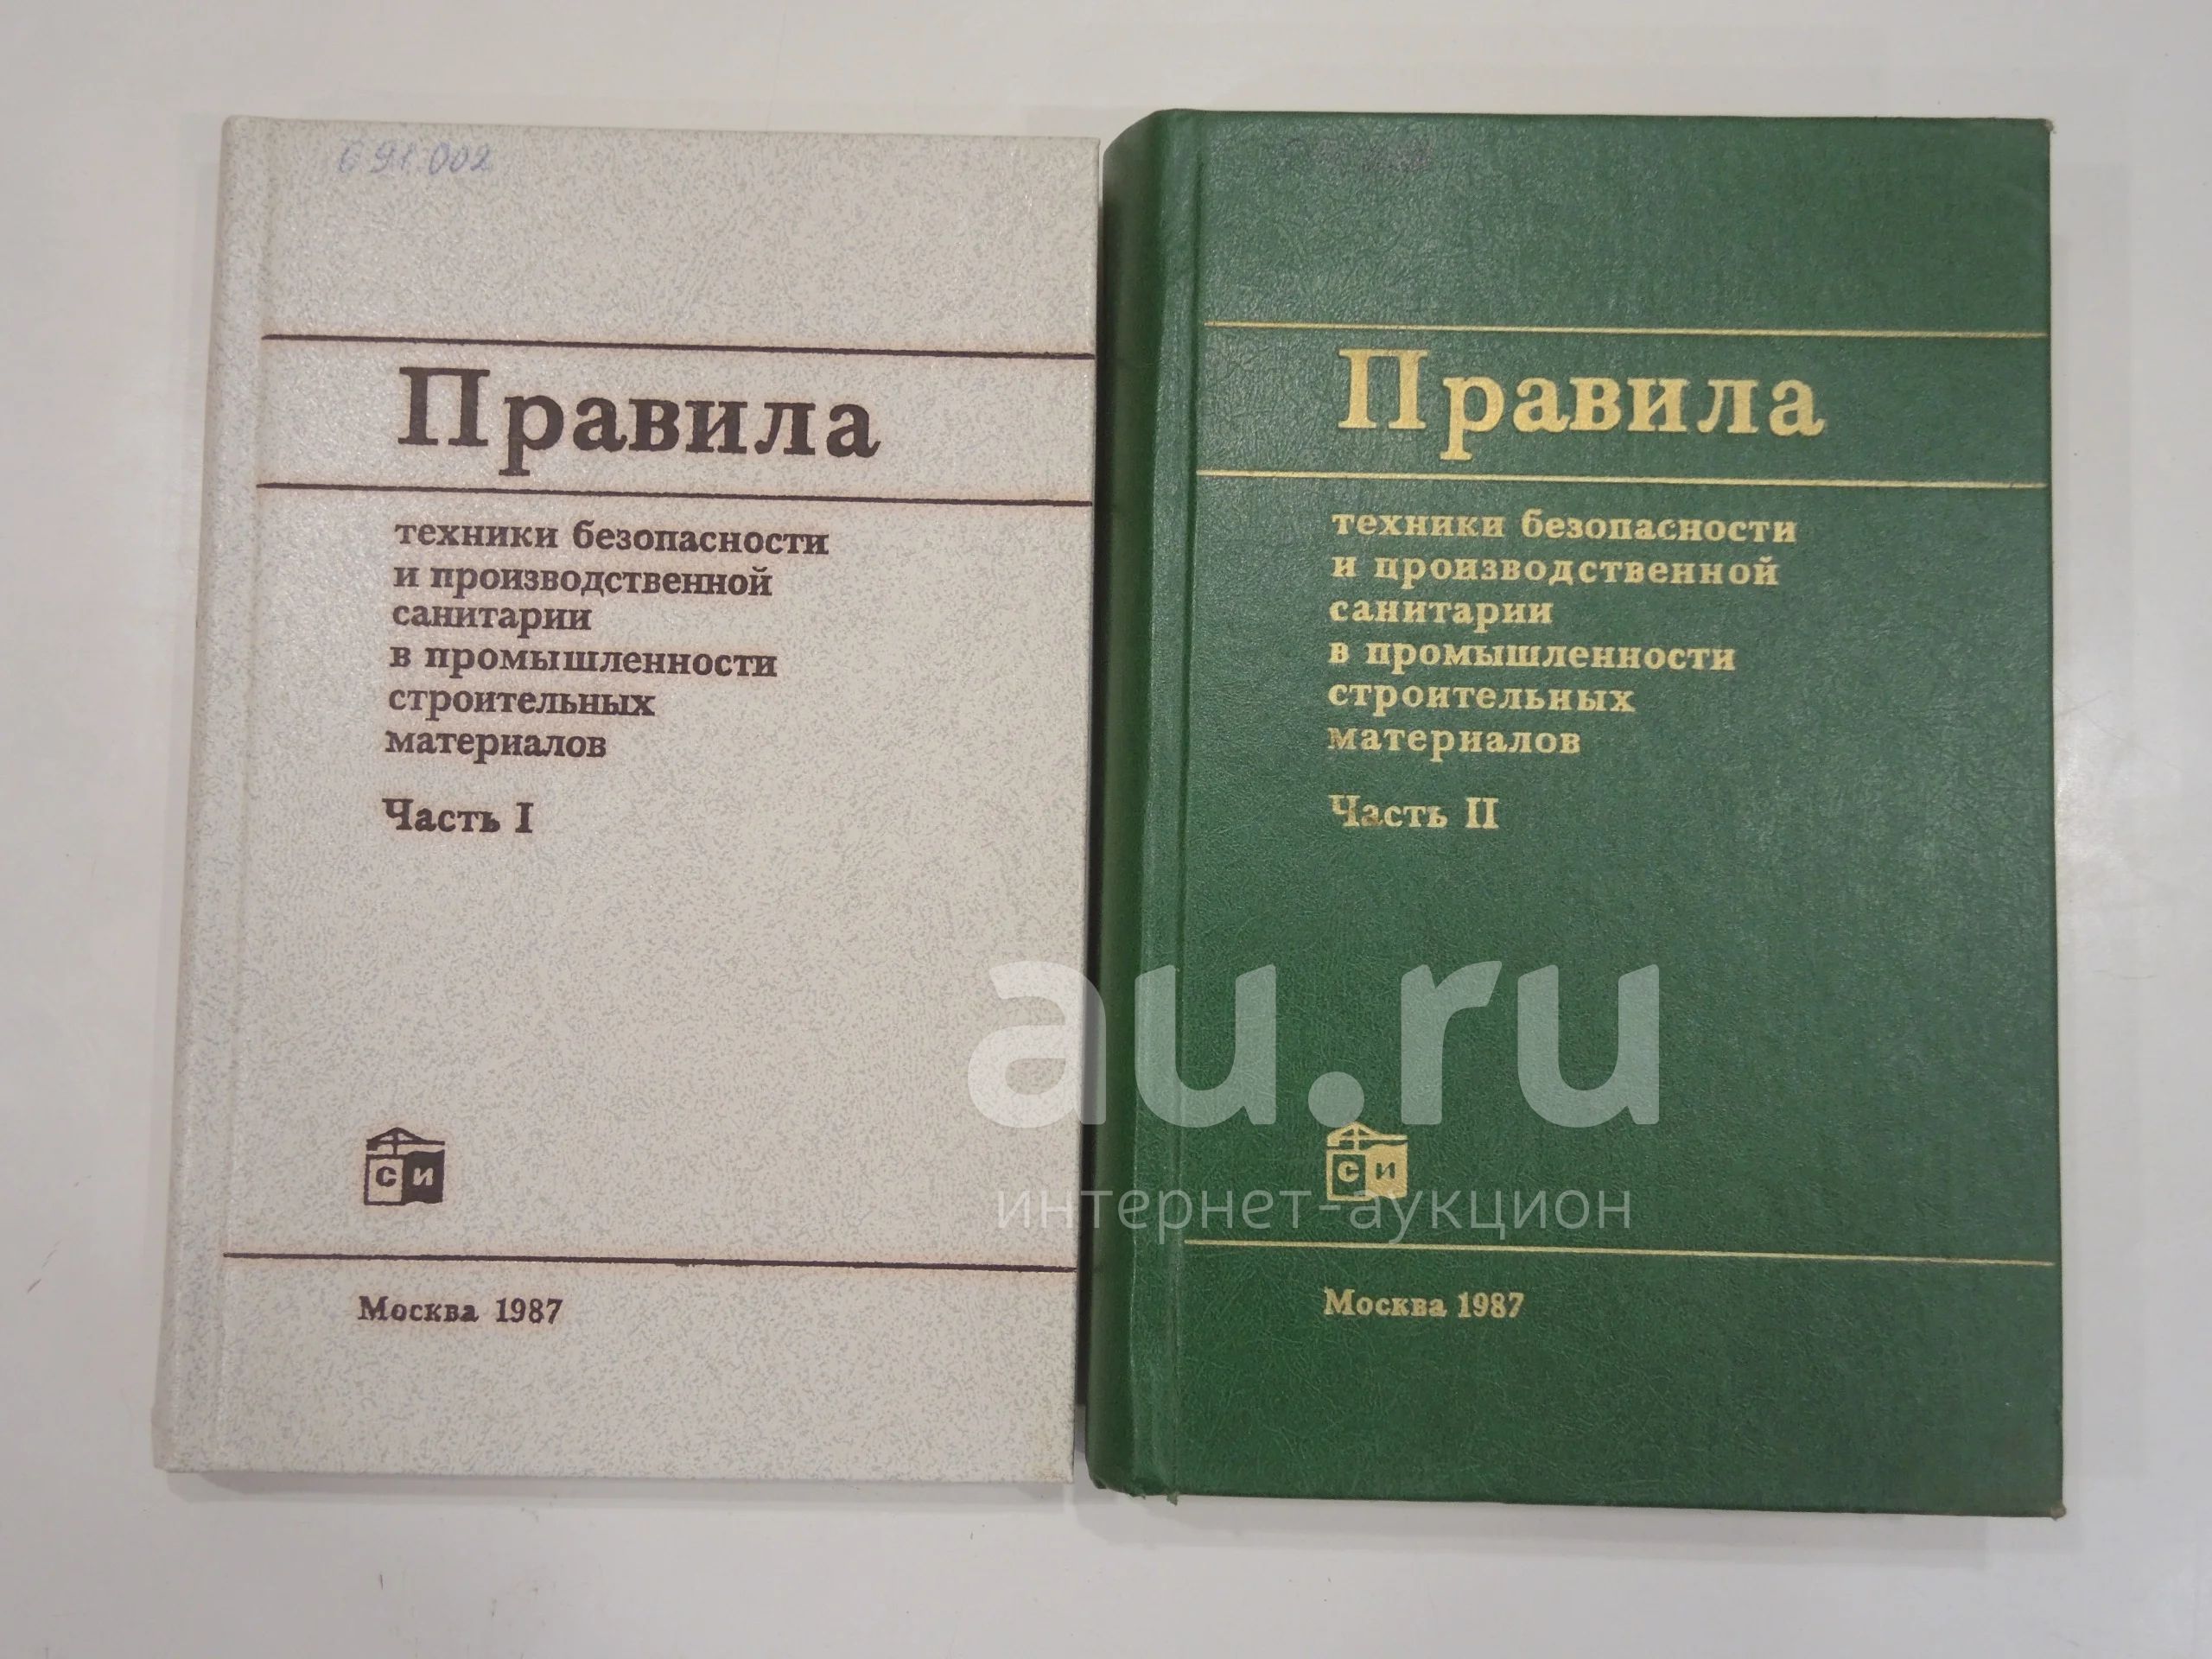 691.002
Правила
техники безопасности
и производственной
санитарии
в промышленности
строительных
материалов
Часть I
СИ
Москва 1987
Правила
техники безопасности
и производственной
санитарии
в промышленности
строительных
материалов
Часть II
СИ
Москва 1987
au.ru
интернет-аукцион